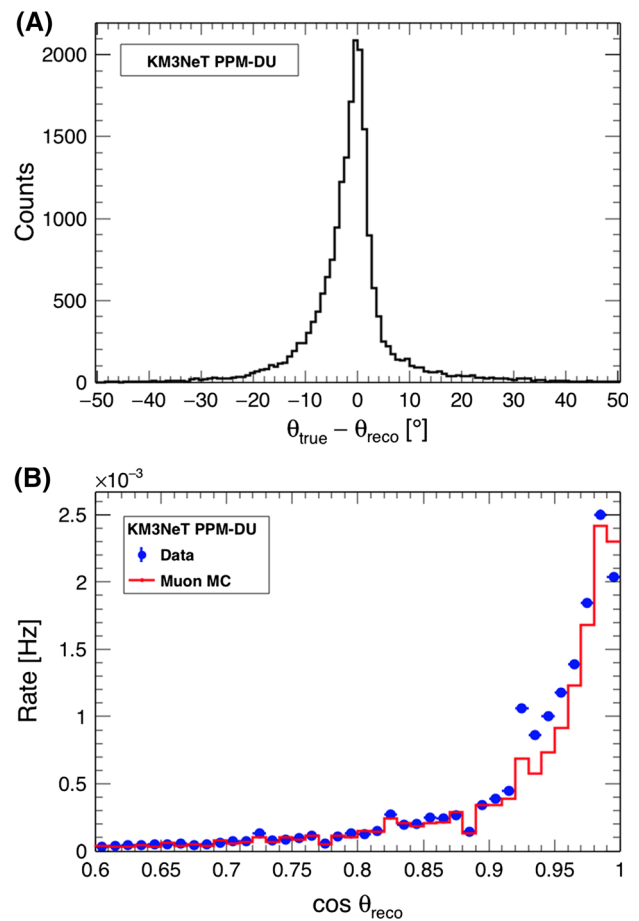 (A)
KM3NeT PPM-DU
Counts
2000
1500
1000
500
0
−50 −40 −30 −20 −10 0 10 20 30 40 50
θtrue − θreco [°]
(B)
×10−3
KM3NeT PPM-DU
Data
Muon MC
Rate [Hz]
2.5
2
1.5
1
0.5
0
0.6 0.65 0.7 0.75 0.8 0.85 0.9 0.95 1
cos θreco